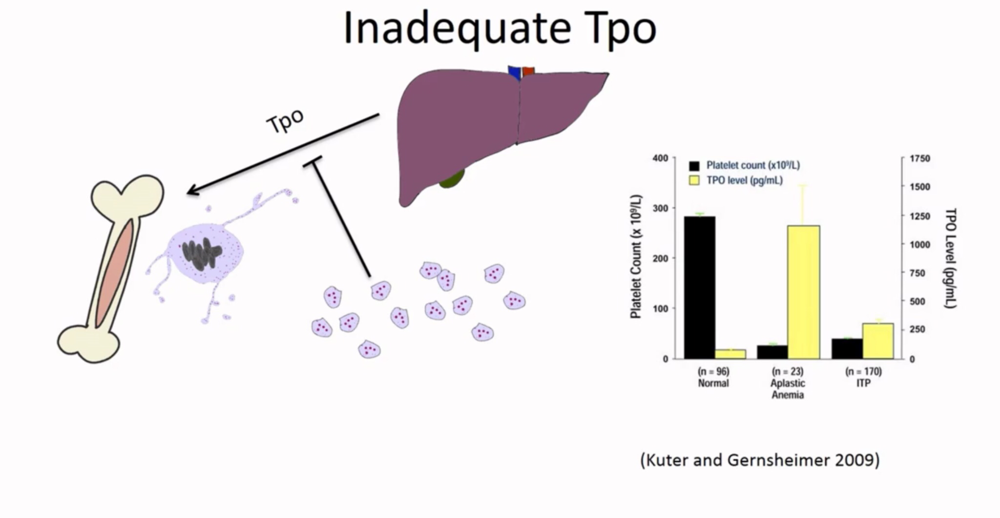 Inadequate Tpo
Tpo
Platelet count (x10⁹/L)
TPO level (pg/mL)
Platelet Count (x 10⁹/L)
400
300
200
100
0
1750
1500
1250
1000
750
500
250
0
TPO Level (pg/mL)
(n = 96)
Normal
(n = 23)
Aplastic
Anemia
(n = 170)
ITP
(Kuter and Gernsheimer 2009)